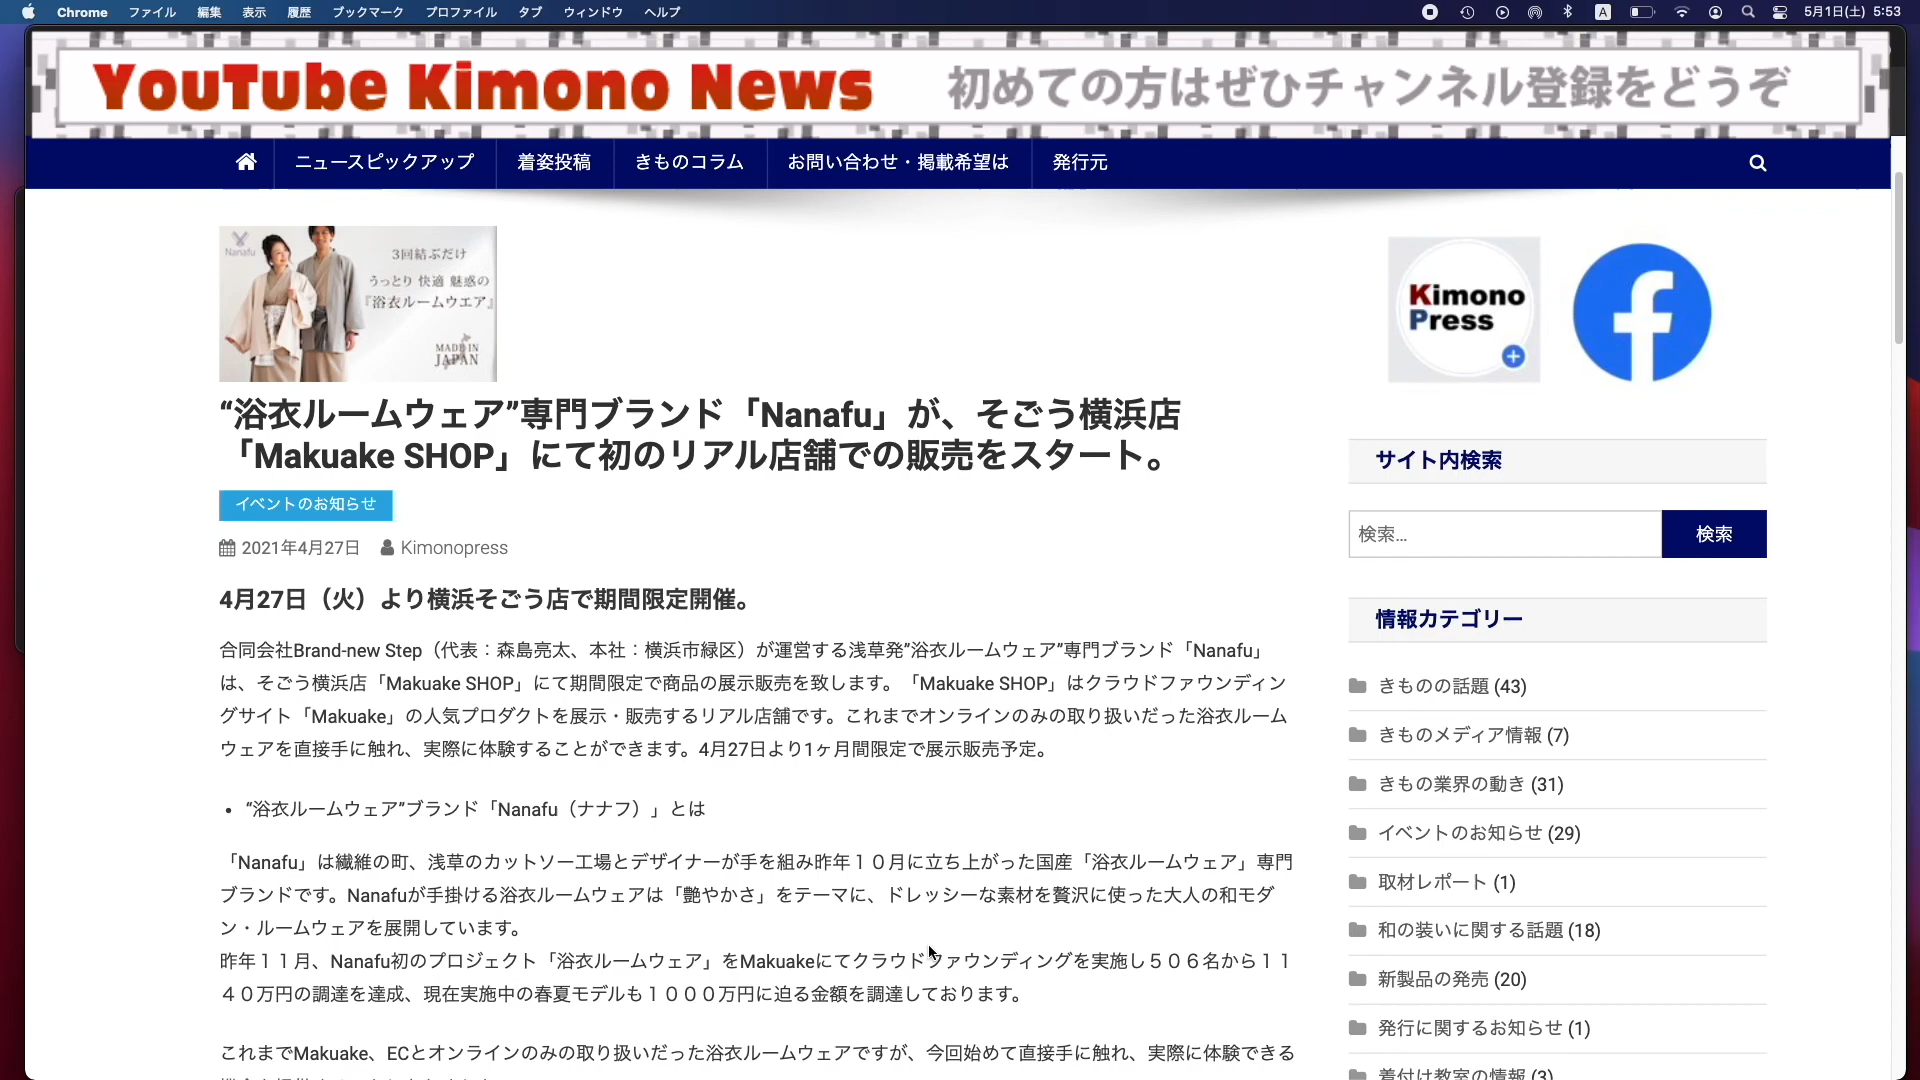 Chrome ファイル 編集 表示 履歴 ブックマーク プロファイル タブ ウィンドウ ヘルプ
A 5月1日(土) 5:53
YouTube Kimono News 初めての方はぜひチャンネル登録をどうぞ
ニュースピックアップ 着姿投稿 きものコラム お問い合わせ・掲載希望は 発行元
Nanafu
3回結ぶだけ
うっとり 快適 魅惑の
『浴衣ルームウエア』
MADE IN
JAPAN
Kimono
Press
“浴衣ルームウェア”専門ブランド「Nanafu」が、そごう横浜店
「Makuake SHOP」にて初のリアル店舗での販売をスタート。
イベントのお知らせ
2021年4月27日 Kimonopress
4月27日（火）より横浜そごう店で期間限定開催。
合同会社Brand-new Step（代表：森島亮太、本社：横浜市緑区）が運営する浅草発”浴衣ルームウェア”専門ブランド「Nanafu」
は、そごう横浜店「Makuake SHOP」にて期間限定で商品の展示販売を致します。「Makuake SHOP」はクラウドファウンディン
グサイト「Makuake」の人気プロダクトを展示・販売するリアル店舗です。これまでオンラインのみの取り扱いだった浴衣ルーム
ウェアを直接手に触れ、実際に体験することができます。4月27日より1ヶ月間限定で展示販売予定。
• “浴衣ルームウェア”ブランド「Nanafu（ナナフ）」とは
「Nanafu」は繊維の町、浅草のカットソー工場とデザイナーが手を組み昨年１０月に立ち上がった国産「浴衣ルームウェア」専門
ブランドです。Nanafuが手掛ける浴衣ルームウェアは「艶やかさ」をテーマに、ドレッシーな素材を贅沢に使った大人の和モダ
ン・ルームウェアを展開しています。
昨年１１月、Nanafu初のプロジェクト「浴衣ルームウェア」をMakuakeにてクラウドファウンディングを実施し５０６名から１１
４０万円の調達を達成、現在実施中の春夏モデルも１０００万円に迫る金額を調達しております。
これまでMakuake、ECとオンラインのみの取り扱いだった浴衣ルームウェアですが、今回始めて直接手に触れ、実際に体験できる
サイト内検索
検索… 検索
情報カテゴリー
きものの話題 (43)
きものメディア情報 (7)
きもの業界の動き (31)
イベントのお知らせ (29)
取材レポート (1)
和の装いに関する話題 (18)
新製品の発売 (20)
発行に関するお知らせ (1)
着付け教室の情報 (3)